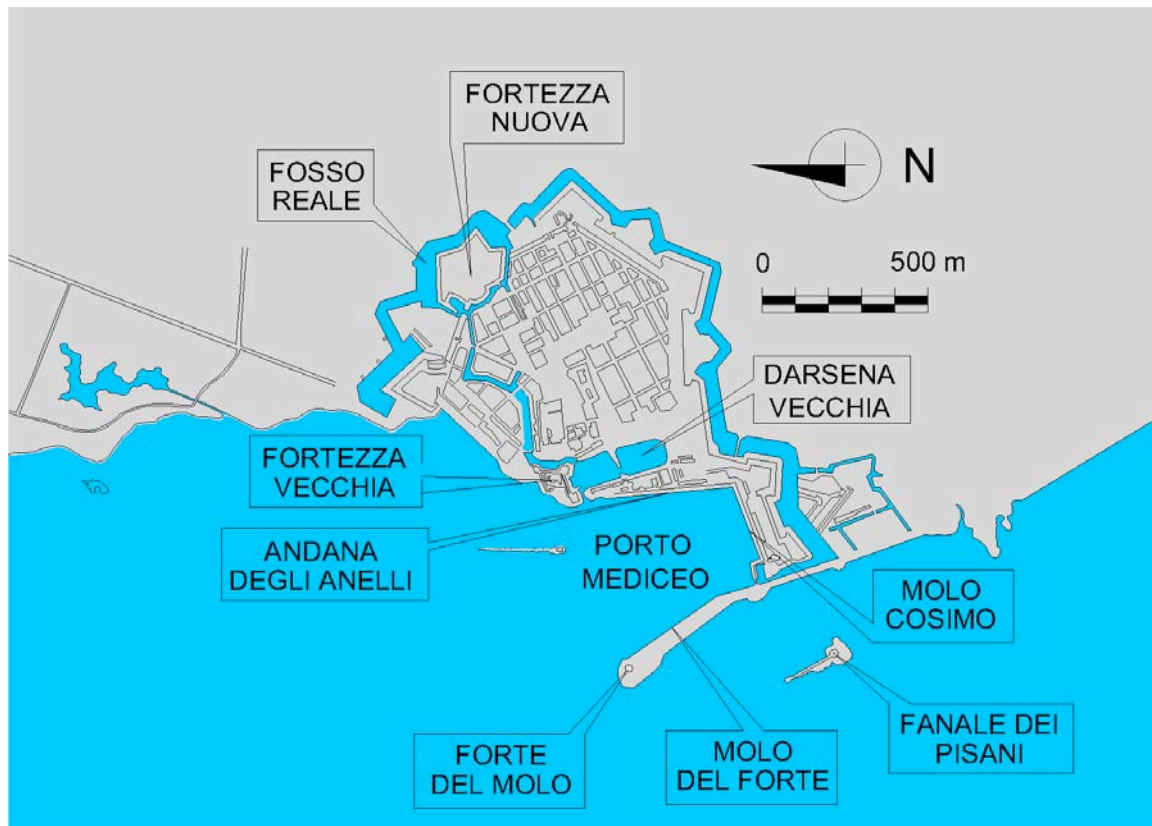 FORTEZZA
NUOVA
FOSSO
REALE
N
0 500 m
DARSENA
VECCHIA
FORTEZZA
VECCHIA
ANDANA
DEGLI ANELLI
PORTO
MEDICEO
MOLO
COSIMO
FORTE
DEL MOLO
MOLO
DEL FORTE
FANALE DEI
PISANI